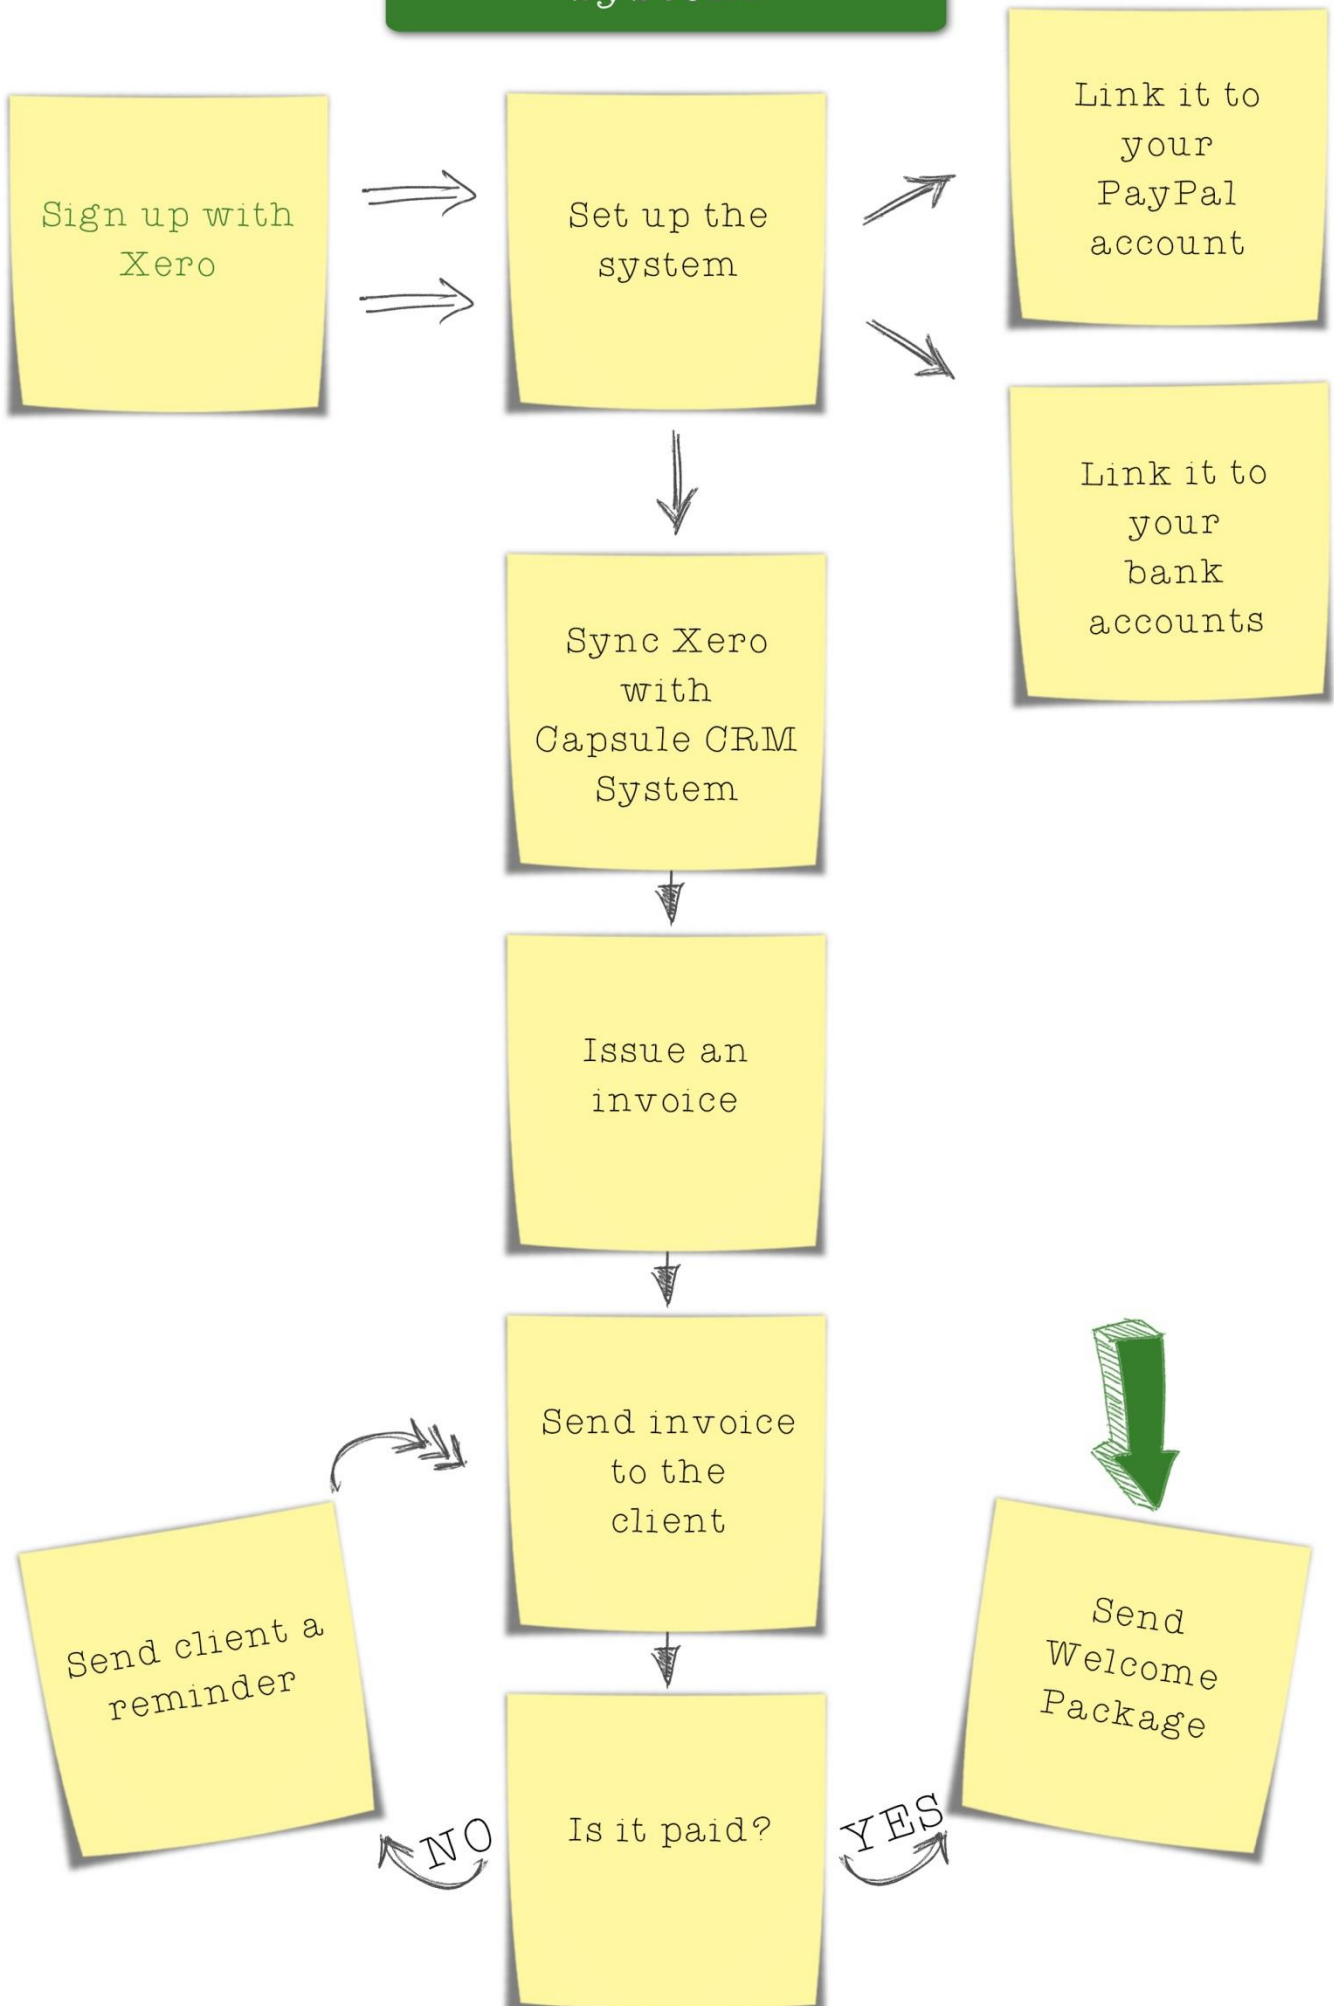 Sign up with
Xero
Set up the
system
Link it to
your
PayPal
account
Link it to
your
bank
accounts
Sync Xero
with
Capsule CRM
System
Issue an
invoice
Send invoice
to the
client
Send client a
reminder
Send
Welcome
Package
Is it paid?
NO
YES